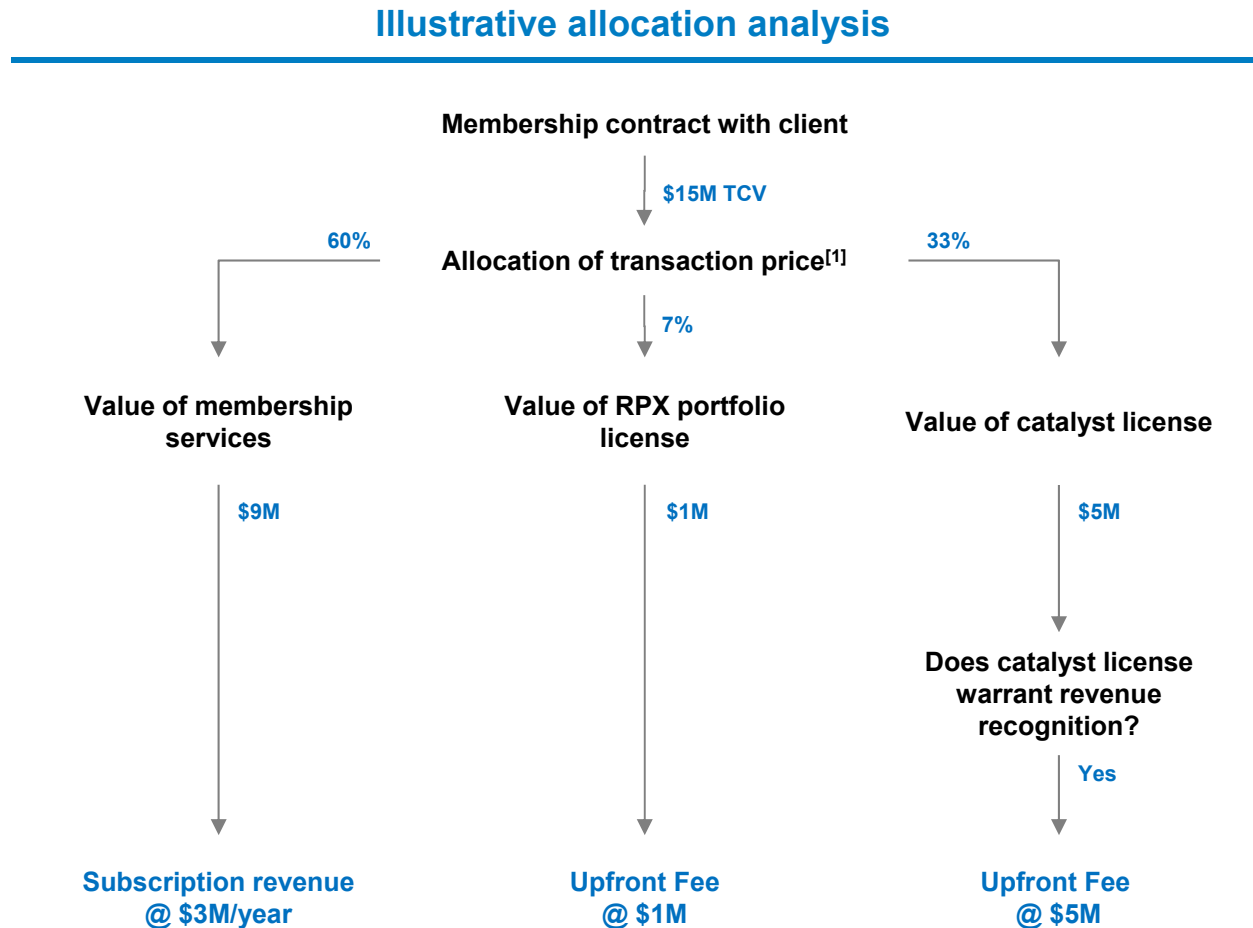 Illustrative allocation analysis
Membership contract with client
$15M TCV
60%
Allocation of transaction price[1]
33%
7%
Value of membership
services
Value of RPX portfolio
license
Value of catalyst license
$9M
$1M
$5M
Does catalyst license
warrant revenue
recognition?
Yes
Subscription revenue
@ $3M/year
Upfront Fee
@ $1M
Upfront Fee
@ $5M